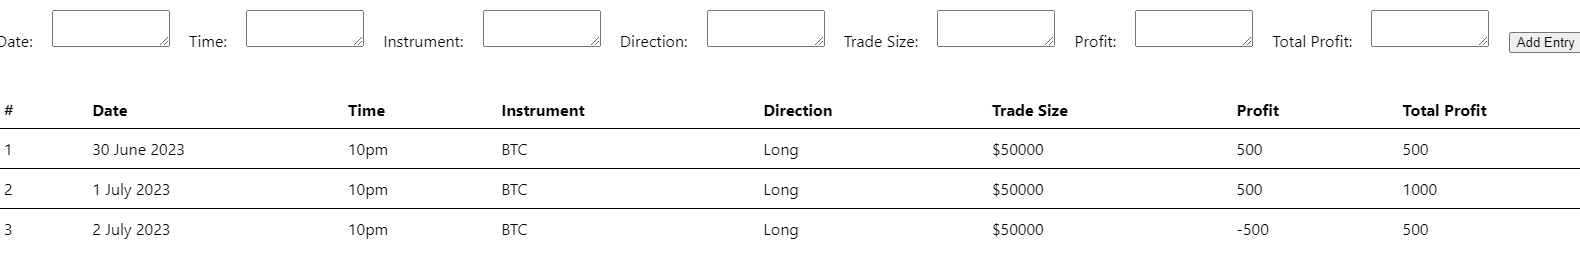 Date: Time: Instrument: Direction: Trade Size: Profit: Total Profit: Add Entry
# Date Time Instrument Direction Trade Size Profit Total Profit
1 30 June 2023 10pm BTC Long $50000 500 500
2 1 July 2023 10pm BTC Long $50000 500 1000
3 2 July 2023 10pm BTC Long $50000 -500 500